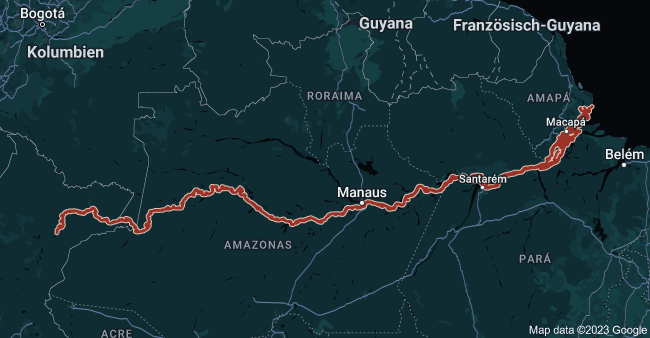 Bogotá
Guyana
Französisch-Guyana
Kolumbien
RORAIMA
AMAPÁ
Macapá
Belém
Santarém
Manaus
AMAZONAS
PARÁ
ACRE
Map data ©2023 Google